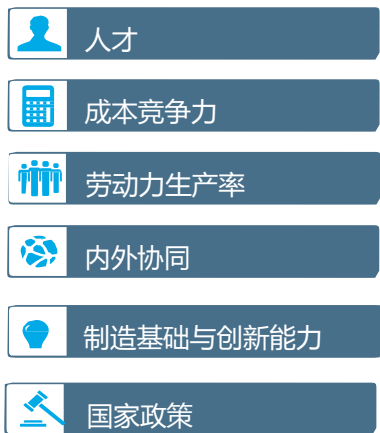 人才
成本竞争力
劳动力生产率
内外协同
制造基础与创新能力
国家政策